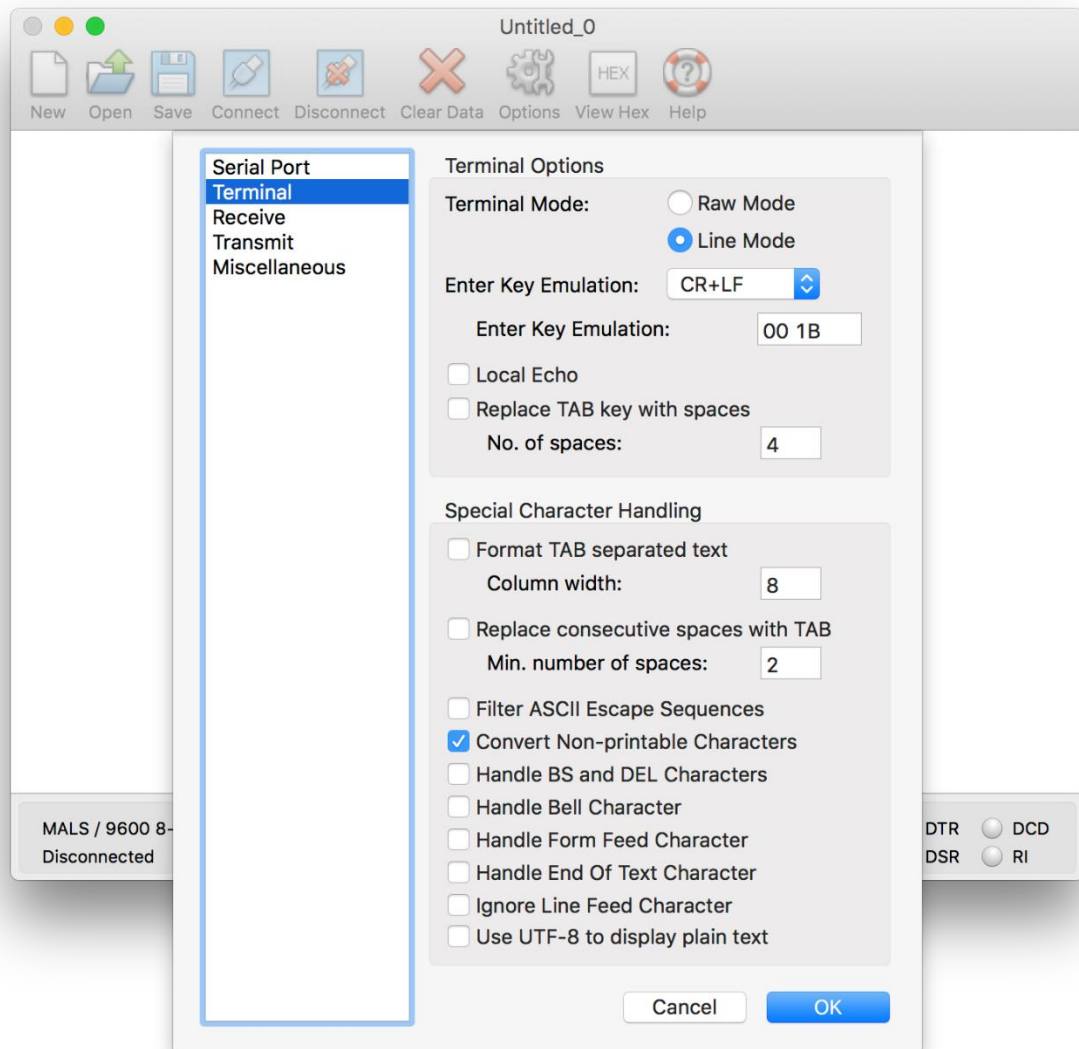 Untitled_0
New Open Save Connect Disconnect Clear Data Options HEX View Hex Help
Serial Port
Terminal
Receive
Transmit
Miscellaneous
Terminal Options
Terminal Mode: Raw Mode
Line Mode
Enter Key Emulation: CR+LF
Enter Key Emulation: 00 1B
Local Echo
Replace TAB key with spaces
No. of spaces: 4
Special Character Handling
Format TAB separated text
Column width: 8
Replace consecutive spaces with TAB
Min. number of spaces: 2
Filter ASCII Escape Sequences
Convert Non-printable Characters
Handle BS and DEL Characters
Handle Bell Character
Handle Form Feed Character
Handle End Of Text Character
Ignore Line Feed Character
Use UTF-8 to display plain text
Cancel OK
MALS / 9600 8-
Disconnected
DTR DCD
DSR RI